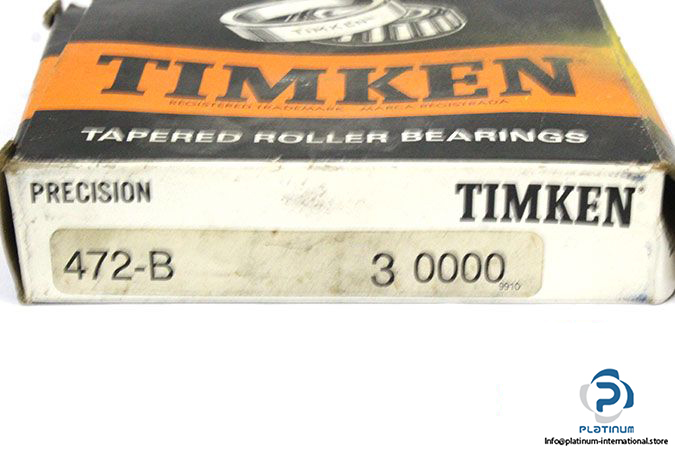 TIMKEN
TIMKEN
REGISTERED TRADEMARK MARCA REGISTRADA
TAPERED ROLLER BEARINGS
PRECISION
TIMKEN
472-B 3 0000
9910
P
PLATINUM
Info@platinum-international.store